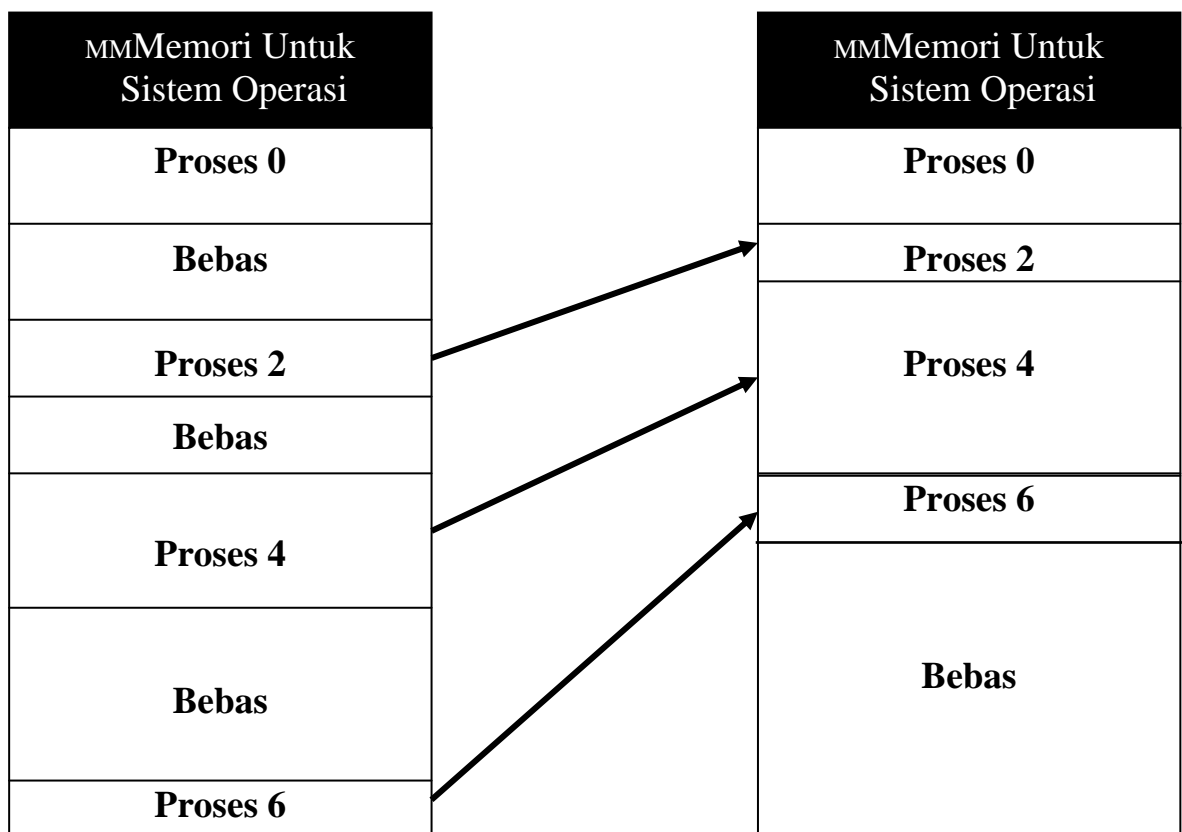 MMMemori Untuk
Sistem Operasi
Proses 0
Bebas
Proses 2
Bebas
Proses 4
Bebas
Proses 6
MMMemori Untuk
Sistem Operasi
Proses 0
Proses 2
Proses 4
Proses 6
Bebas